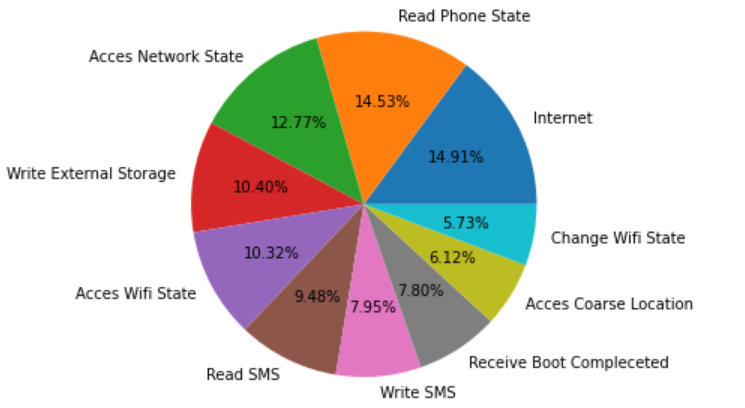 Read Phone State
Acces Network State
14.53%
Internet
12.77%
14.91%
Write External Storage
10.40%
5.73%
Change Wifi State
10.32%
6.12%
Acces Wifi State
9.48%
7.95%
7.80%
Acces Coarse Location
Receive Boot Compleceted
Read SMS
Write SMS